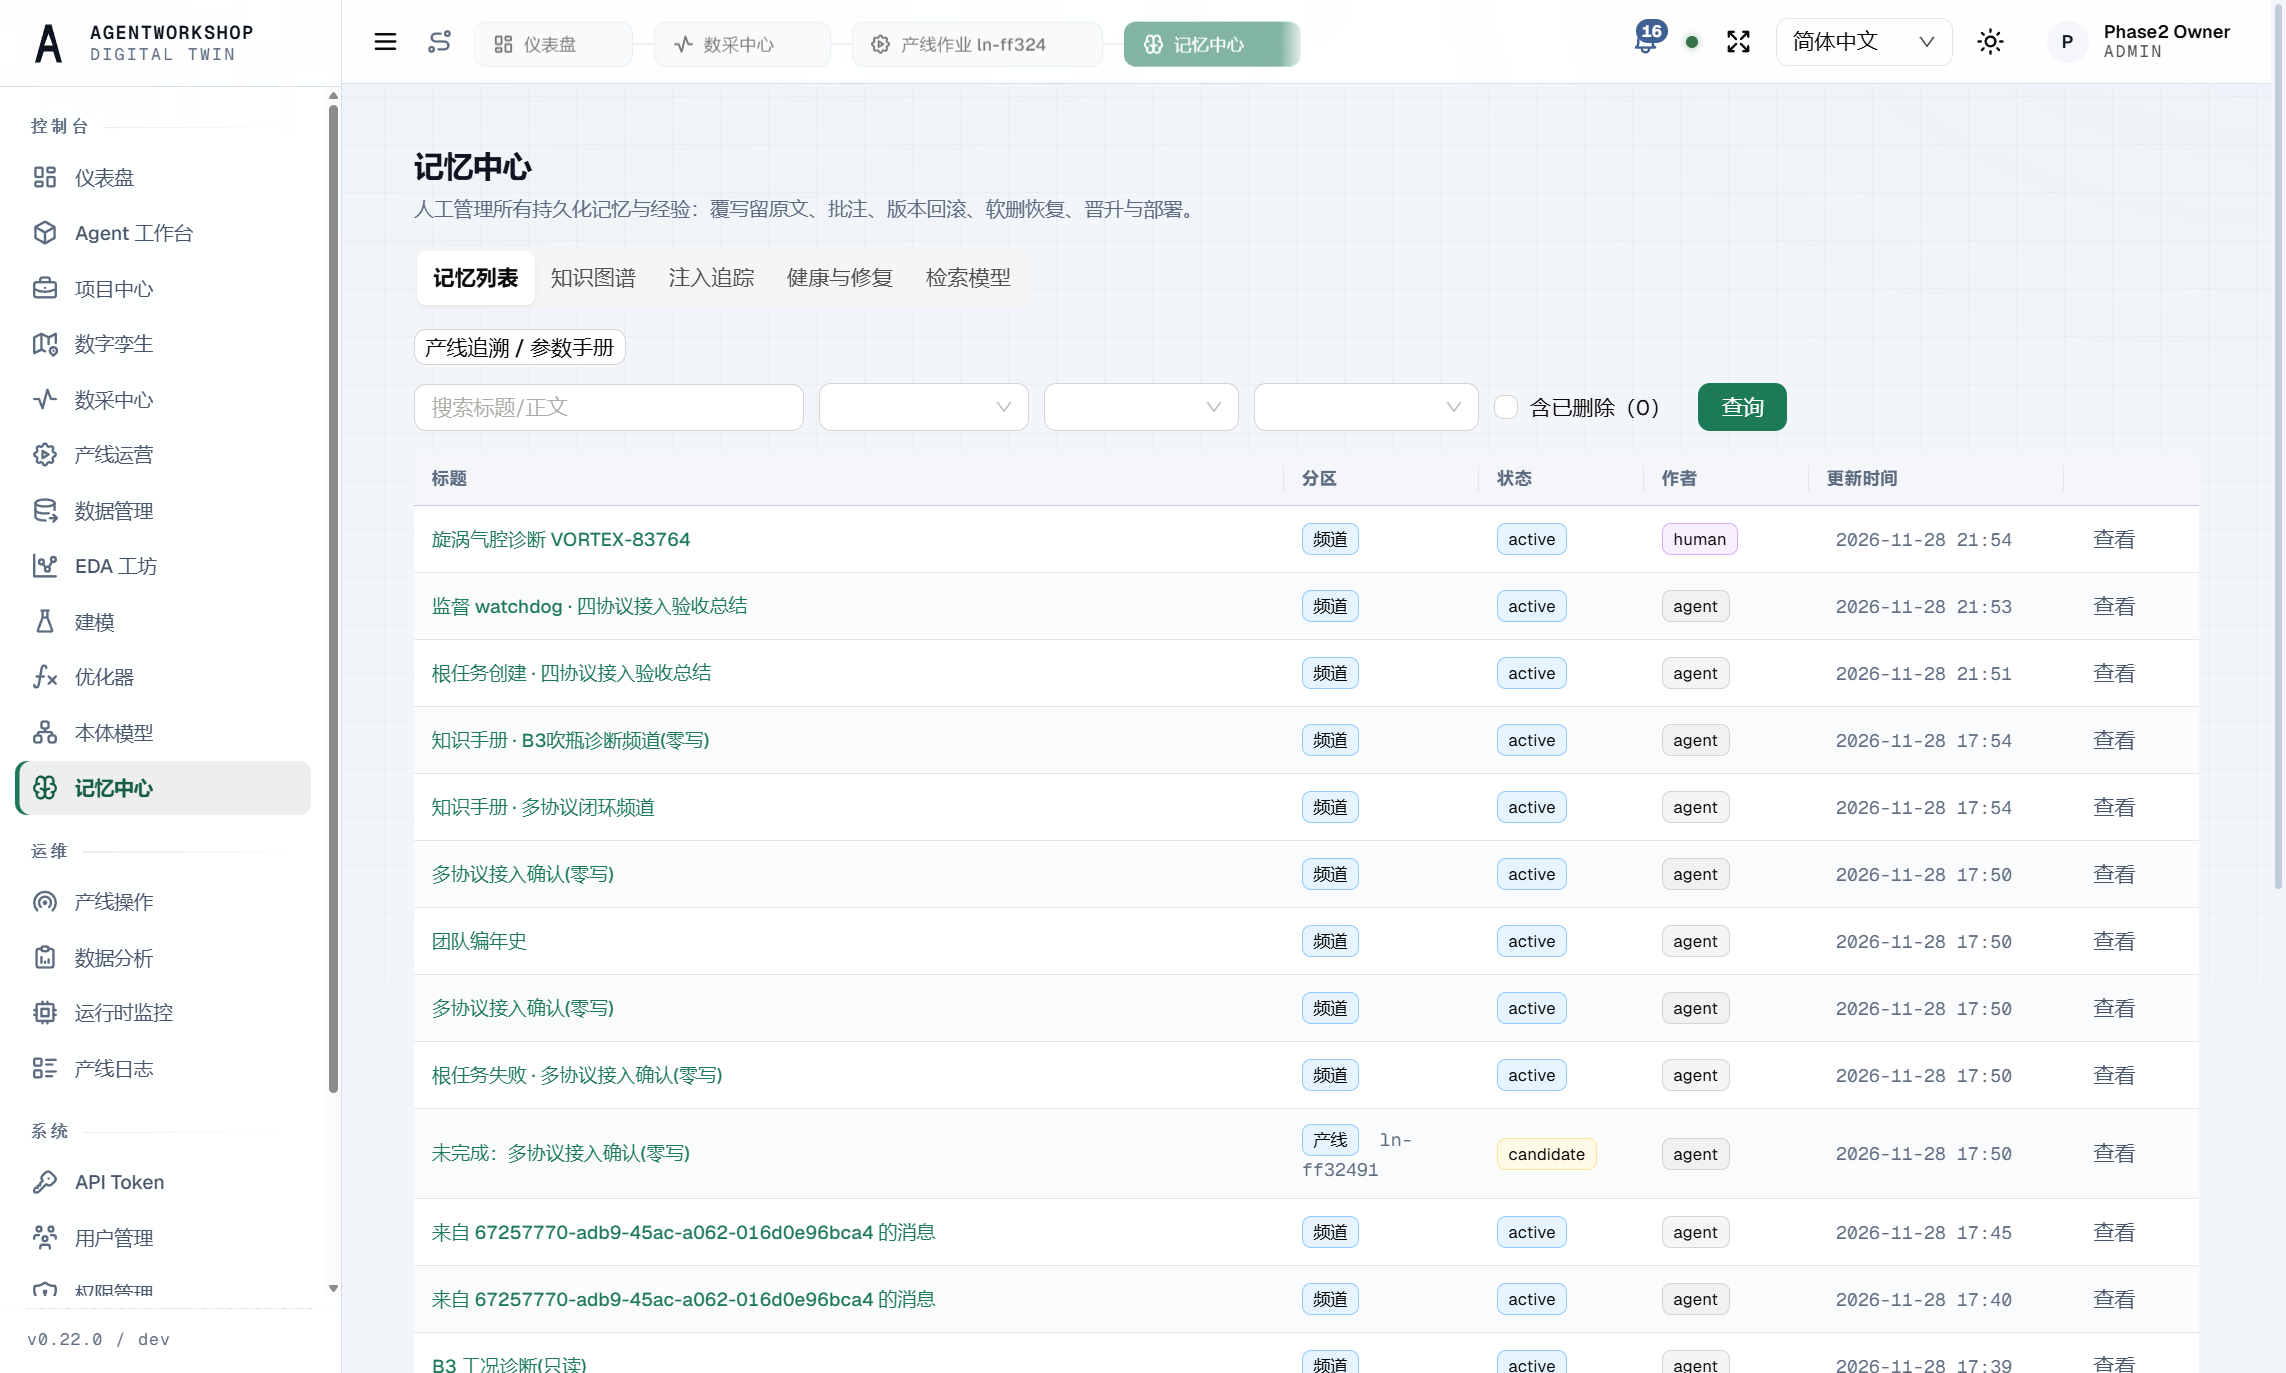 AGENTWORKSHOP
DIGITAL TWIN
仪表盘
数采中心
产线作业 ln-ff324
记忆中心
16
简体中文
P
Phase2 Owner
ADMIN
控制台
仪表盘
Agent 工作台
项目中心
数字孪生
数采中心
产线运营
数据管理
EDA 工坊
建模
优化器
本体模型
记忆中心
运维
产线操作
数据分析
运行时监控
产线日志
系统
API Token
用户管理
权限管理
v0.22.0 / dev
记忆中心
人工管理所有持久化记忆与经验：覆写留原文、批注、版本回滚、软删恢复、晋升与部署。
记忆列表 知识图谱 注入追踪 健康与修复 检索模型
产线追溯 / 参数手册
搜索标题/正文 含已删除（0） 查询
标题 分区 状态 作者 更新时间
旋涡气腔诊断 VORTEX-83764 频道 active human 2026-11-28 21:54 查看
监督 watchdog · 四协议接入验收总结 频道 active agent 2026-11-28 21:53 查看
根任务创建 · 四协议接入验收总结 频道 active agent 2026-11-28 21:51 查看
知识手册 · B3吹瓶诊断频道(零写) 频道 active agent 2026-11-28 17:54 查看
知识手册 · 多协议闭环频道 频道 active agent 2026-11-28 17:54 查看
多协议接入确认(零写) 频道 active agent 2026-11-28 17:50 查看
团队编年史 频道 active agent 2026-11-28 17:50 查看
多协议接入确认(零写) 频道 active agent 2026-11-28 17:50 查看
根任务失败 · 多协议接入确认(零写) 频道 active agent 2026-11-28 17:50 查看
未完成：多协议接入确认(零写) 产线 ln-ff32491 candidate agent 2026-11-28 17:50 查看
来自 67257770-adb9-45ac-a062-016d0e96bca4 的消息 频道 active agent 2026-11-28 17:45 查看
来自 67257770-adb9-45ac-a062-016d0e96bca4 的消息 频道 active agent 2026-11-28 17:40 查看
B3 工况诊断(只读) 频道 active agent 2026-11-28 17:39 查看